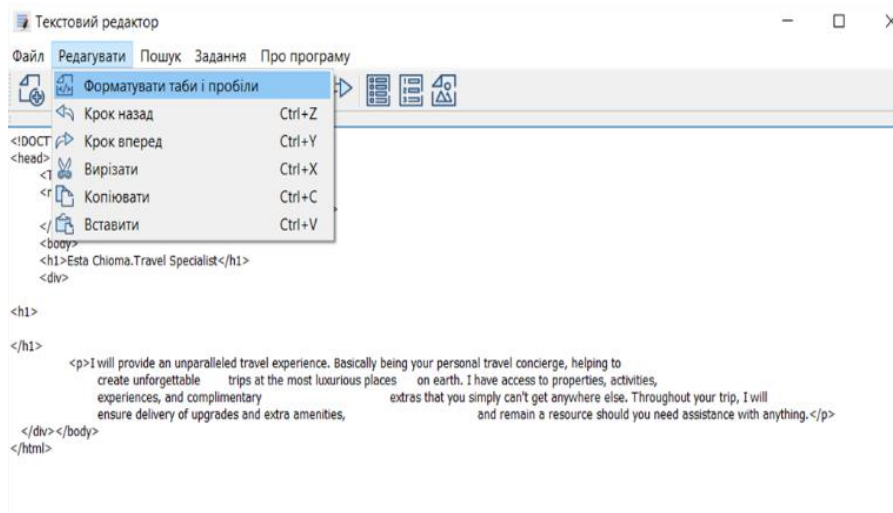 Текстовий редактор
Файл Редагувати Пошук Задання Про програму
Форматувати таби і пробіли
Крок назад Ctrl+Z
Крок вперед Ctrl+Y
Вирізати Ctrl+X
Копіювати Ctrl+C
Вставити Ctrl+V
<!DOCT
<head>
</
<body>
<h1>Esta Chioma.Travel Specialist</h1>
<div>
<h1>
</h1>
<p>I will provide an unparalleled travel experience. Basically being your personal travel concierge, helping to
create unforgettable trips at the most luxurious places on earth. I have access to properties, activities,
experiences, and complimentary extras that you simply can't get anywhere else. Throughout your trip, I will
ensure delivery of upgrades and extra amenities, and remain a resource should you need assistance with anything.</p>
</div></body>
</html>